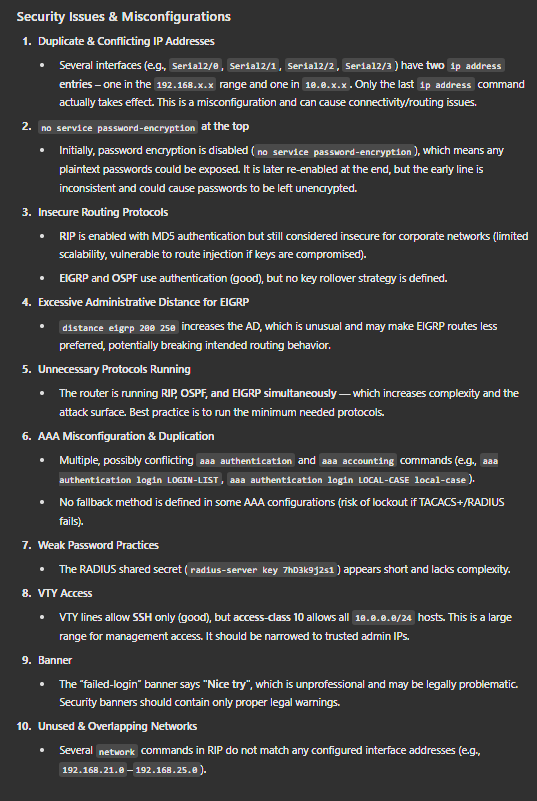 Security Issues & Misconfigurations
1. Duplicate & Conflicting IP Addresses
• Several interfaces (e.g., Serial2/0, Serial2/1, Serial2/2, Serial2/3) have two ip address
entries – one in the 192.168.x.x range and one in 10.0.x.x. Only the last ip address command
actually takes effect. This is a misconfiguration and can cause connectivity/routing issues.
2. no service password-encryption at the top
• Initially, password encryption is disabled (no service password-encryption), which means any
plaintext passwords could be exposed. It is later re-enabled at the end, but the early line is
inconsistent and could cause passwords to be left unencrypted.
3. Insecure Routing Protocols
• RIP is enabled with MD5 authentication but still considered insecure for corporate networks (limited
scalability, vulnerable to route injection if keys are compromised).
• EIGRP and OSPF use authentication (good), but no key rollover strategy is defined.
4. Excessive Administrative Distance for EIGRP
• distance eigrp 200 250 increases the AD, which is unusual and may make EIGRP routes less
preferred, potentially breaking intended routing behavior.
5. Unnecessary Protocols Running
• The router is running RIP, OSPF, and EIGRP simultaneously — which increases complexity and the
attack surface. Best practice is to run the minimum needed protocols.
6. AAA Misconfiguration & Duplication
• Multiple, possibly conflicting aaa authentication and aaa accounting commands (e.g., aaa
authentication login LOGIN-LIST, aaa authentication login LOCAL-CASE local-case).
• No fallback method is defined in some AAA configurations (risk of lockout if TACACS+/RADIUS
fails).
7. Weak Password Practices
• The RADIUS shared secret (radius-server key 7hD3k9j2s1) appears short and lacks complexity.
8. VTY Access
• VTY lines allow SSH only (good), but access-class 10 allows all 10.0.0.0/24 hosts. This is a large
range for management access. It should be narrowed to trusted admin IPs.
9. Banner
• The "failed-login" banner says "Nice try", which is unprofessional and may be legally problematic.
Security banners should contain only proper legal warnings.
10. Unused & Overlapping Networks
• Several network commands in RIP do not match any configured interface addresses (e.g.,
192.168.21.0–192.168.25.0).